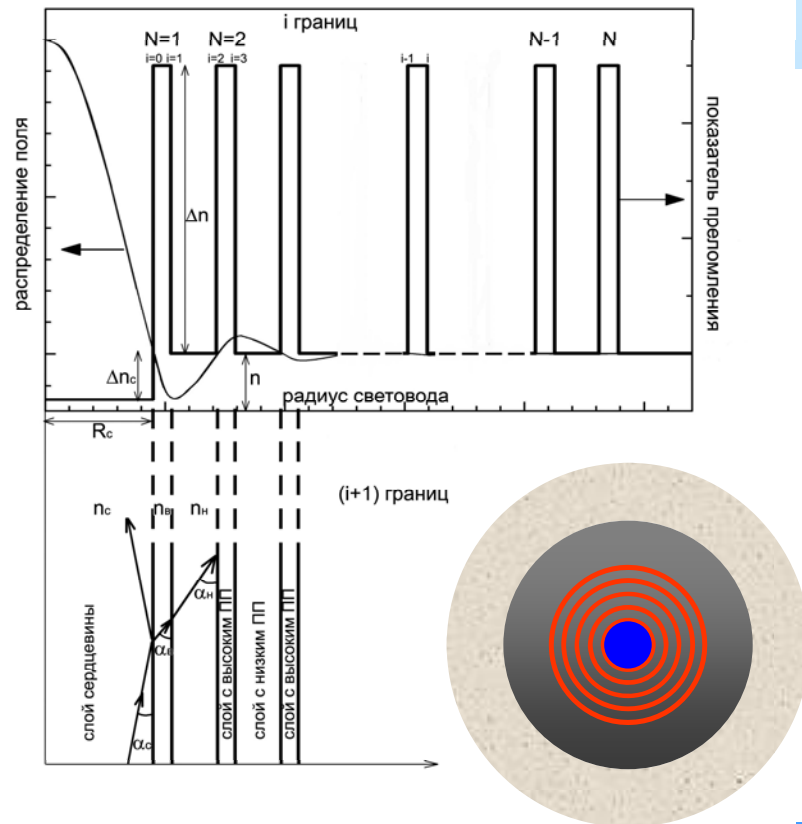 i границ
N=1 N=2 N-1 N
i=0 i=1 i=2 i=3 i-1 i
распределение поля
показатель преломления
Δn
Δnc
n
радиус световода
Rc
(i+1) границ
nc nв nн
αн
αв
αc
слой сердцевины
слой с высоким ПП
слой с низким ПП
слой с высоким ПП